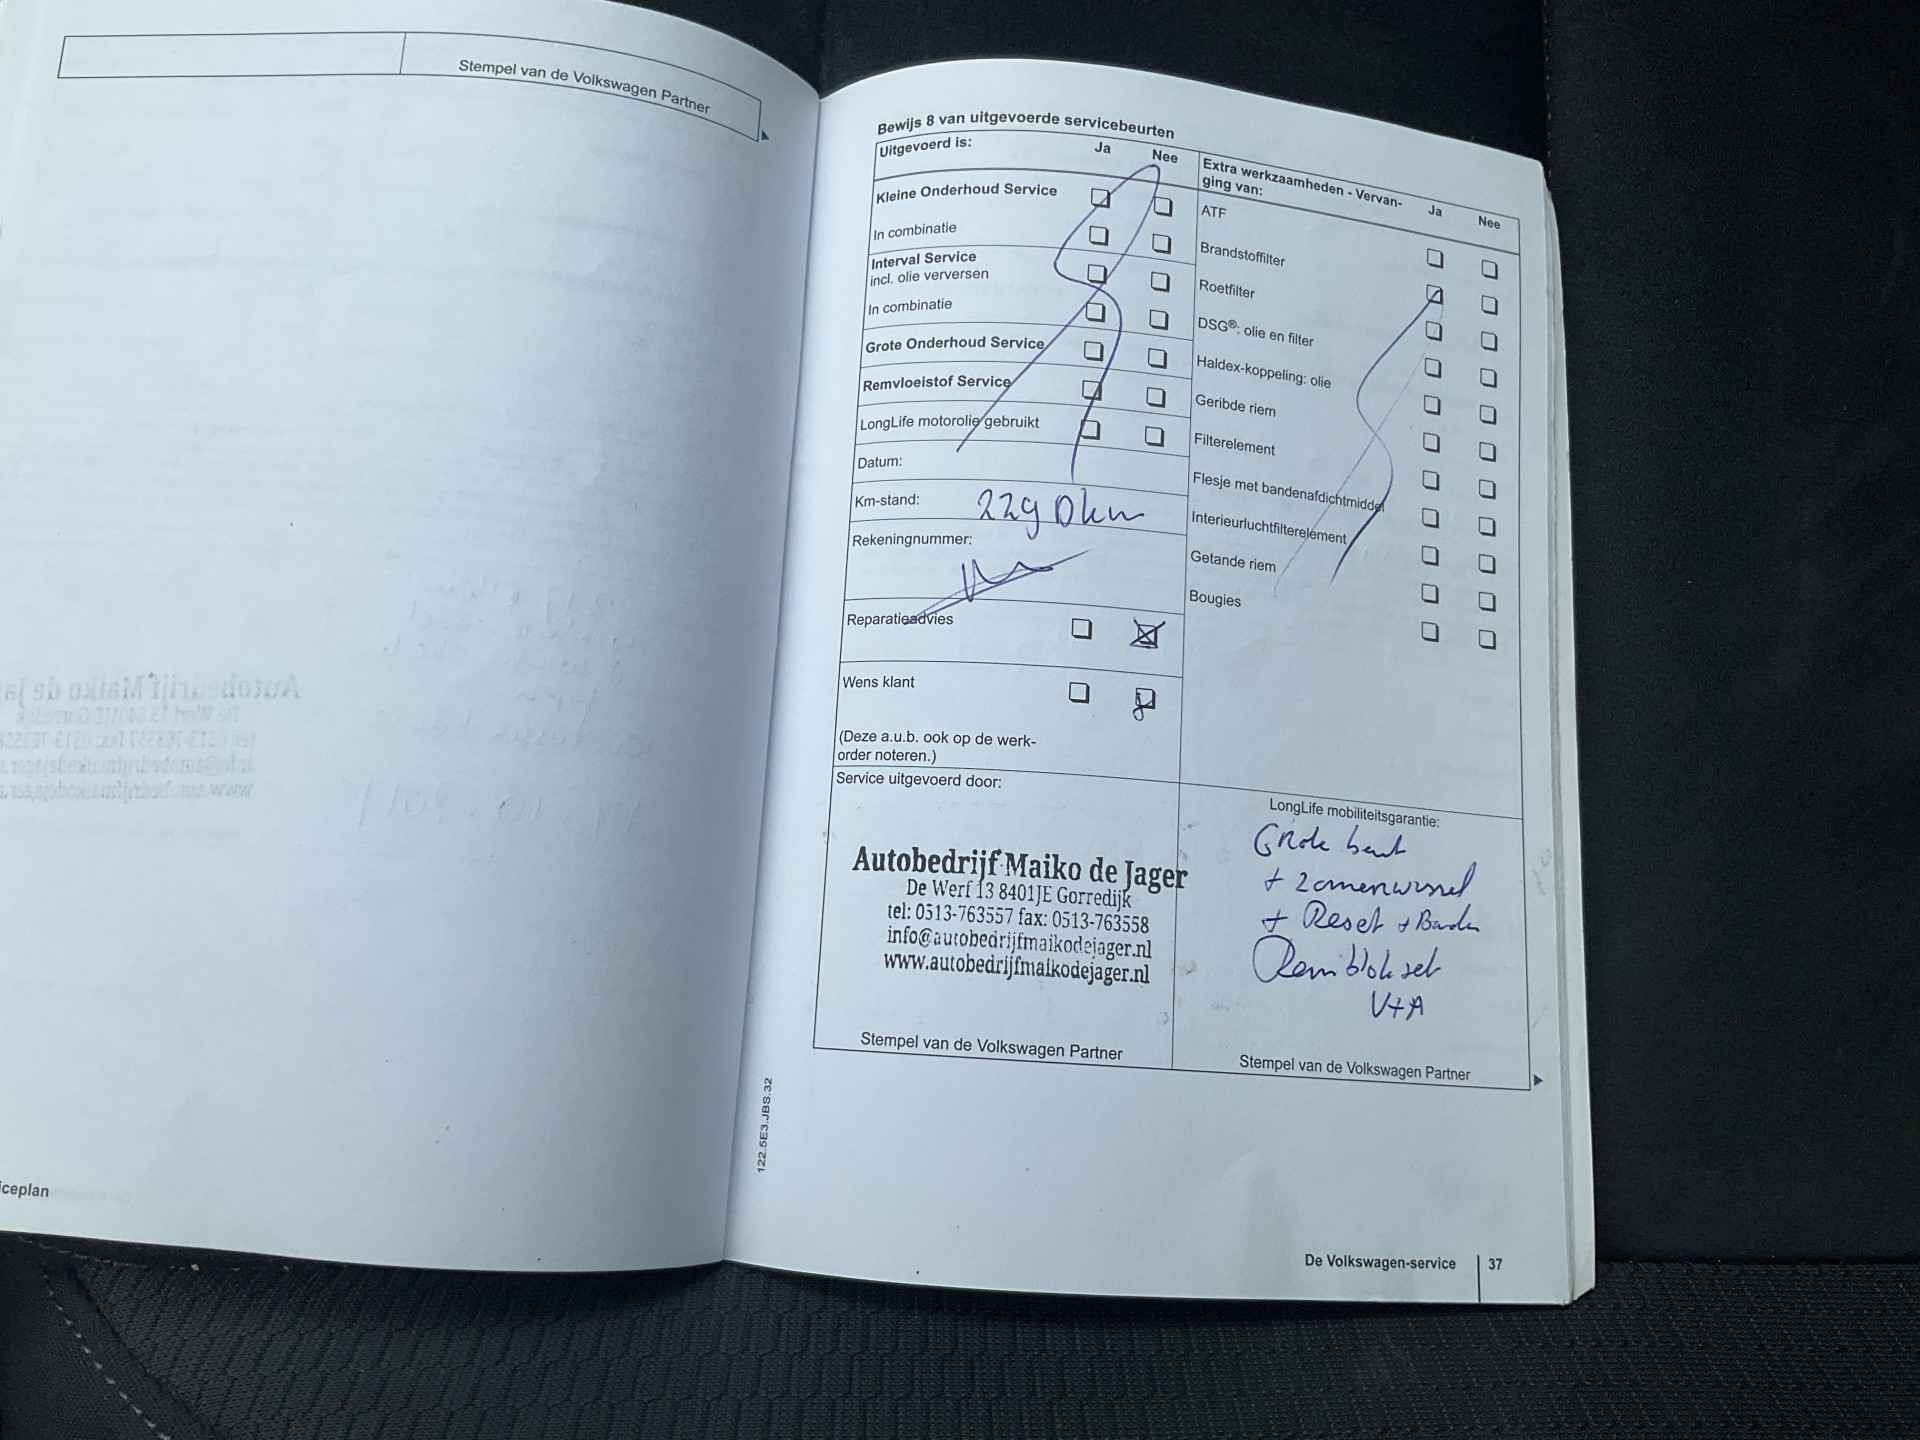 Stempel van de Volkswagen Partner
iceplan
Bewijs 8 van uitgevoerde servicebeurten
Uitgevoerd is: Ja Nee
Kleine Onderhoud Service
In combinatie
Interval Service
incl. olie verversen
In combinatie
Grote Onderhoud Service
Remvloeistof Service
LongLife motorolie gebruikt
Datum:
Km-stand:
Rekeningnummer:
Reparatieadvies
Wens klant
(Deze a.u.b. ook op de werk-
order noteren.)
Extra werkzaamheden - Vervan-
ging van: Ja Nee
ATF
Brandstoffilter
Roetfilter
DSG®: olie en filter
Haldex-koppeling: olie
Geribde riem
Filterelement
Flesje met bandenafdichtmiddel
Interieurluchtfilterelement
Getande riem
Bougies
Service uitgevoerd door:
Autobedrijf Maiko de Jager
De Werf 13 8401JE Gorredijk
tel: 0513-763557 fax: 0513-763558
info@autobedrijfmaikodejager.nl
www.autobedrijfmaikodejager.nl
Stempel van de Volkswagen Partner
LongLife mobiliteitsgarantie:
Grote beurt
+ zomerwissel
+ Reset + Banden
Remblokset
V+A
Stempel van de Volkswagen Partner
122.5E3.JBS.32
De Volkswagen-service 37